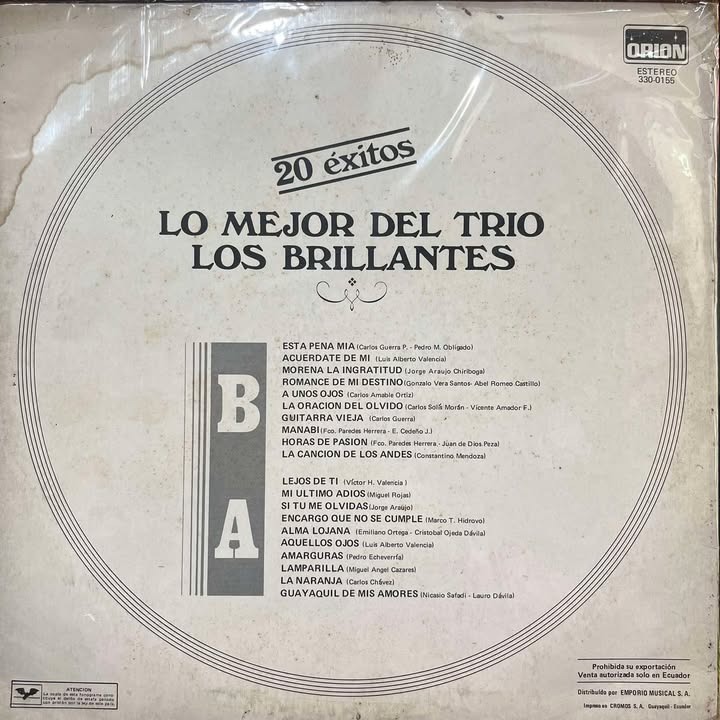 ORION
ESTEREO
330-0155
20 éxitos
LO MEJOR DEL TRIO
LOS BRILLANTES
B
ESTA PENA MIA (Carlos Guerra P. - Pedro M. Obligado)
ACUERDATE DE MI (Luis Alberto Valencia)
MORENA LA INGRATITUD (Jorge Araujo Chiriboga)
ROMANCE DE MI DESTINO (Gonzalo Vera Santos- Abel Romeo Castillo)
A UNOS OJOS (Carlos Amable Ortiz)
LA ORACION DEL OLVIDO (Carlos Solís Morán - Vicente Amador F.)
GUITARRA VIEJA (Carlos Guerra)
MANABÍ (Fco. Paredes Herrera - E. Cedeño J.)
HORAS DE PASION (Fco. Paredes Herrera - Juan de Dios Peza)
LA CANCION DE LOS ANDES (Constantino Mendoza)
A
LEJOS DE TI (Víctor H. Valencia)
MI ULTIMO ADIOS (Miguel Rojas)
SI TU ME OLVIDAS (Jorge Araújo)
ENCARGO QUE NO SE CUMPLE (Marco T. Hidrovo)
ALMA LOJANA (Emiliano Ortega - Cristobal Ojeda Dávila)
AQUELLOS OJOS (Luis Alberto Valencia)
AMARGURAS (Pedro Echeverría)
LAMPARILLA (Miguel Angel Cazares)
LA NARANJA (Carlos Chávez)
GUAYAQUIL DE MIS AMORES (Nicasio Safadi - Lauro Dávila)
ATENCION
Prohibida su exportación
Venta autorizada solo en Ecuador
Distribuído por EMPORIO MUSICAL S. A.
Impreso en CROMOS S. A. Guayaquil - Ecuador